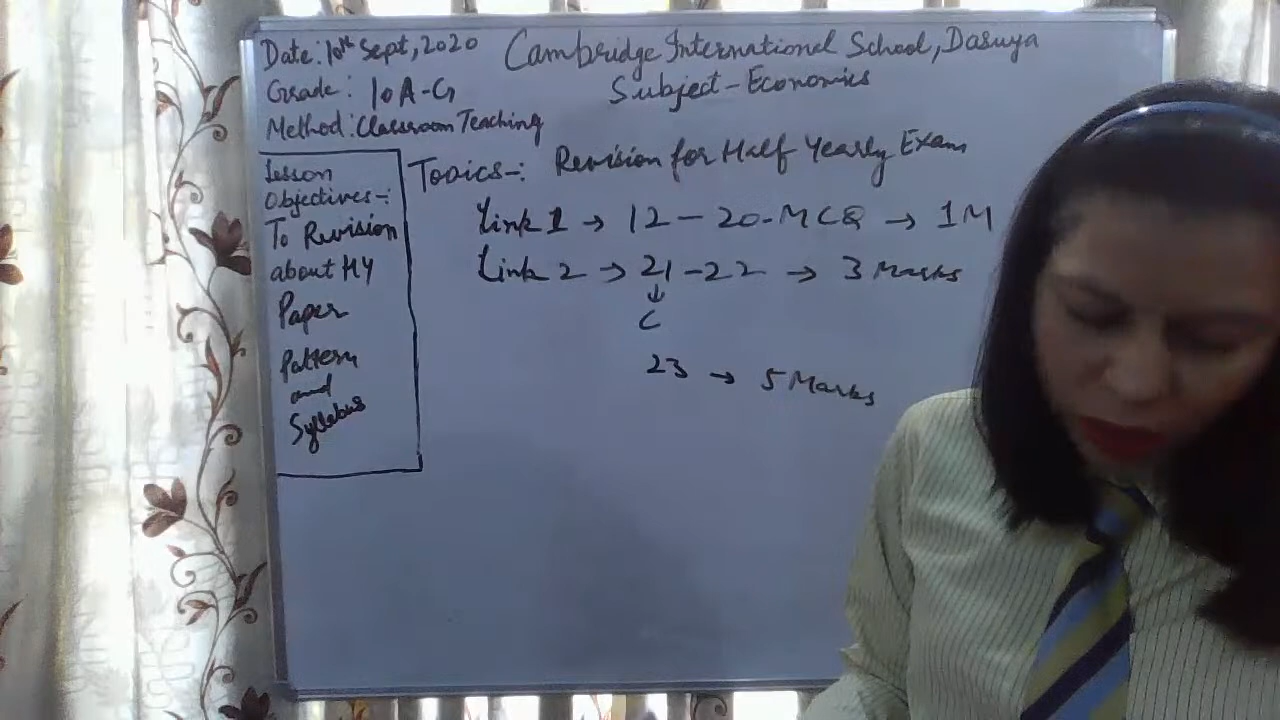 Date: 10th Sept, 2020
Cambridge International School, Dasuya
Grade: 10 A-G
Subject-Economics
Method: Classroom Teaching
Lesson
Objectives-:
To Revision
about HY
Paper
Pattern
and
Syllabus
Topics-: Revision for Half Yearly Exam
Link 1 → 12 - 20-MCQ → 1M
Link 2 → 21-22 → 3 Marks
↓
C
23 → 5 Marks